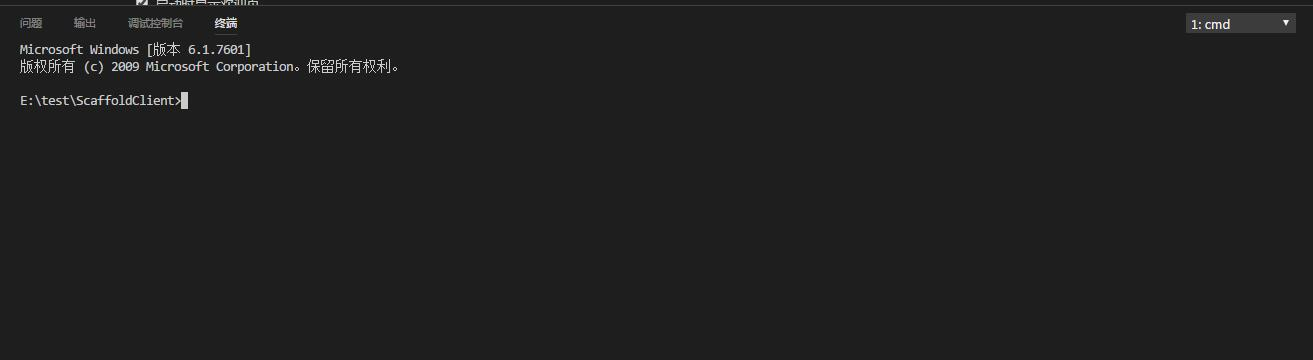 问题 输出 调试控制台 终端 1: cmd
Microsoft Windows [版本 6.1.7601]
版权所有 (c) 2009 Microsoft Corporation。保留所有权利。
E:\test\ScaffoldClient>